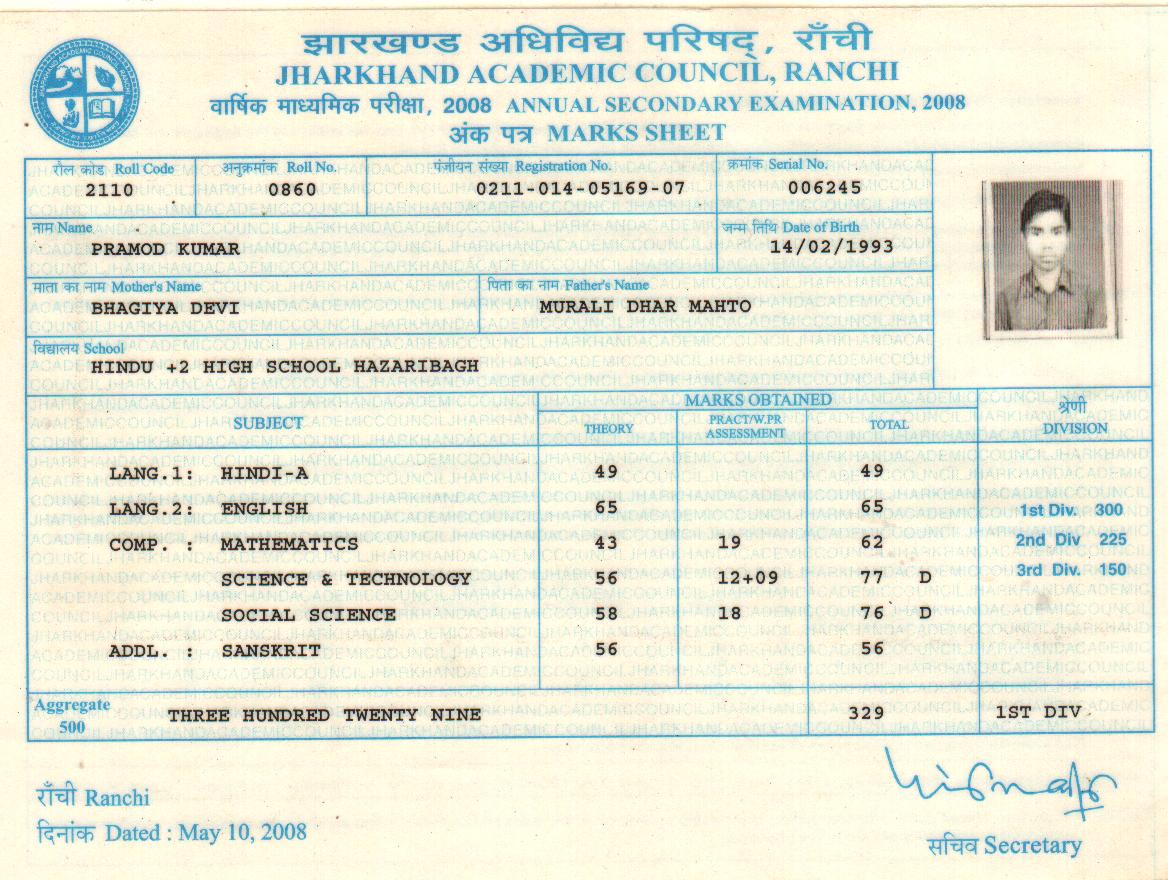 झारखण्ड अधिविद्य परिषद्, राँची
JHARKHAND ACADEMIC COUNCIL, RANCHI
वार्षिक माध्यमिक परीक्षा, 2008 ANNUAL SECONDARY EXAMINATION, 2008
अंक पत्र MARKS SHEET
रौल कोड Roll Code अनुक्रमांक Roll No. पंजीयन संख्या Registration No. क्रमांक Serial No.
2110 0860 0211-014-05169-07 006245
नाम Name जन्म तिथि Date of Birth
PRAMOD KUMAR 14/02/1993
माता का नाम Mother's Name पिता का नाम Father's Name
BHAGIYA DEVI MURALI DHAR MAHTO
विद्यालय School
HINDU +2 HIGH SCHOOL HAZARIBAGH
MARKS OBTAINED
SUBJECT THEORY PRACT/W.PR ASSESSMENT TOTAL श्रेणी DIVISION
LANG.1: HINDI-A 49 49
LANG.2: ENGLISH 65 65 1st Div. 300
COMP. : MATHEMATICS 43 19 + 62 2nd Div. 225
SCIENCE & TECHNOLOGY 56 12+09 77 D 3rd Div. 150
SOCIAL SCIENCE 58 18 76 D
ADDL. : SANSKRIT 56 56
Aggregate
500 THREE HUNDRED TWENTY NINE 329 1ST DIV.
राँची Ranchi
दिनांक Dated : May 10, 2008
सचिव Secretary